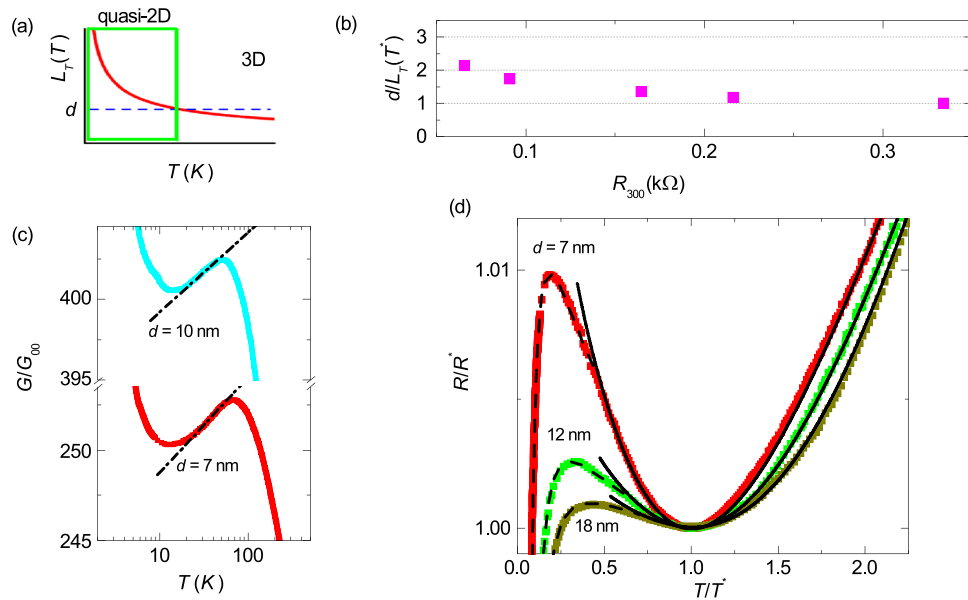 (a)
quasi-2D
L_T(T)
3D
d
T (K)
(b)
d/L_T(T*)
3
2
1
0
0.1
0.2
0.3
R_300(kΩ)
(c)
G/G_00
400
395
250
245
d = 10 nm
d = 7 nm
10
100
T (K)
(d)
R/R*
1.01
1.00
d = 7 nm
12 nm
18 nm
0.0
0.5
1.0
1.5
2.0
T/T*